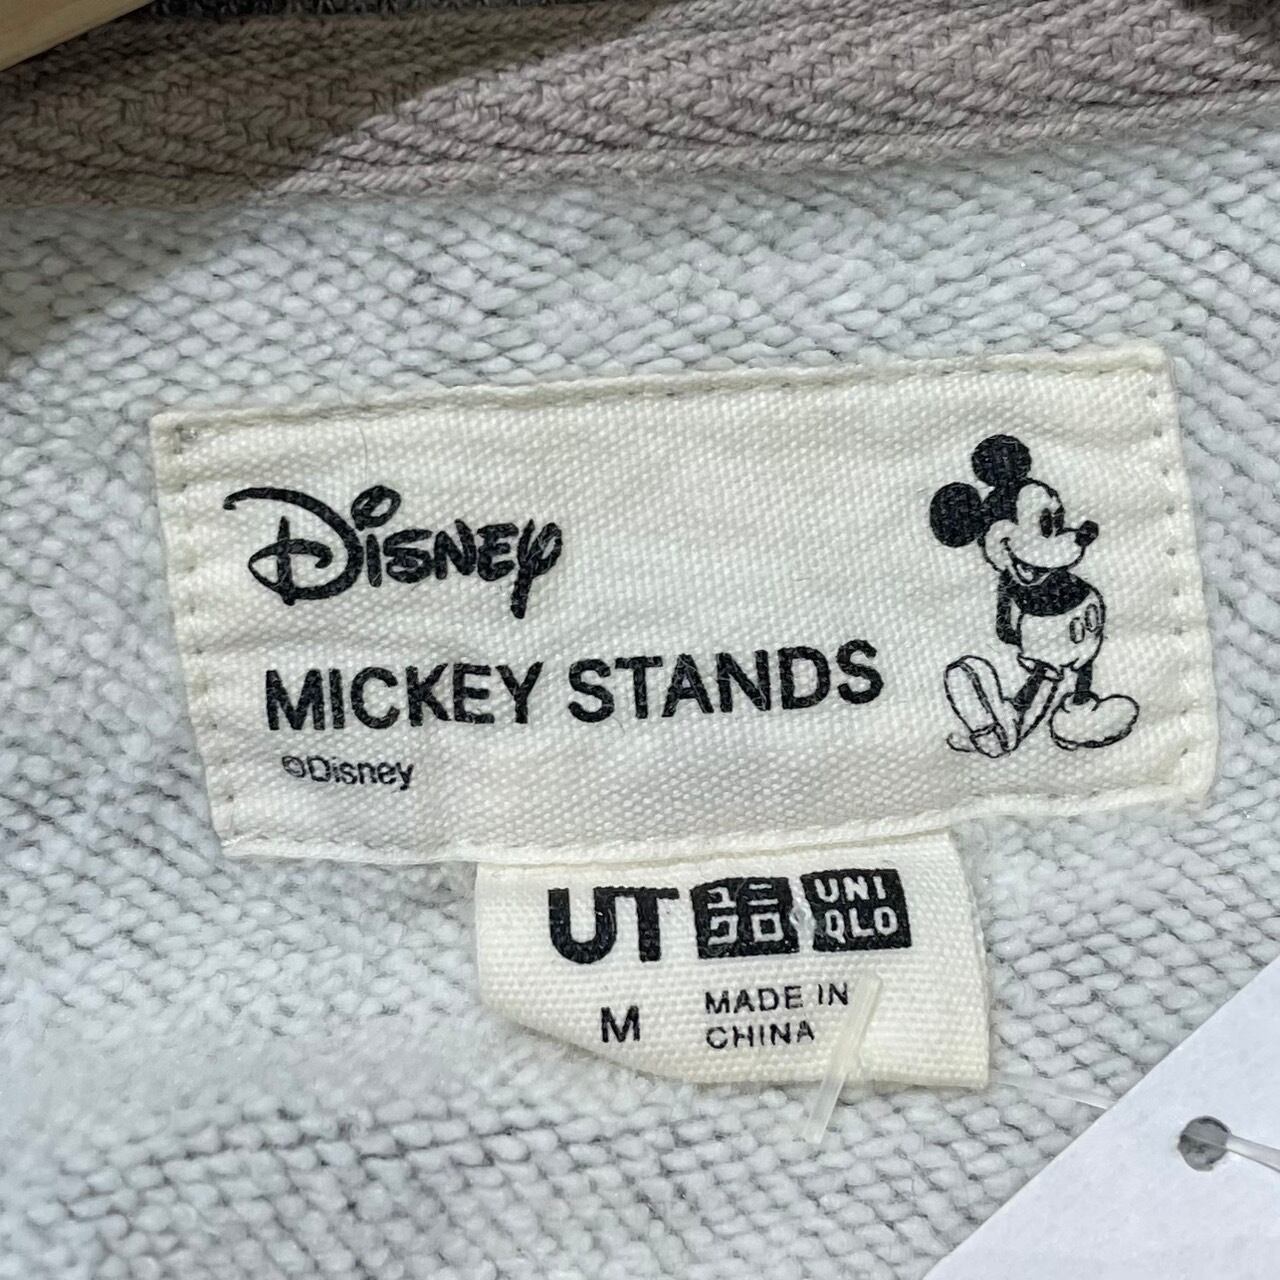 Disney
MICKEY STANDS
©Disney
UT ユニクロ UNIQLO
M
MADE IN
CHINA